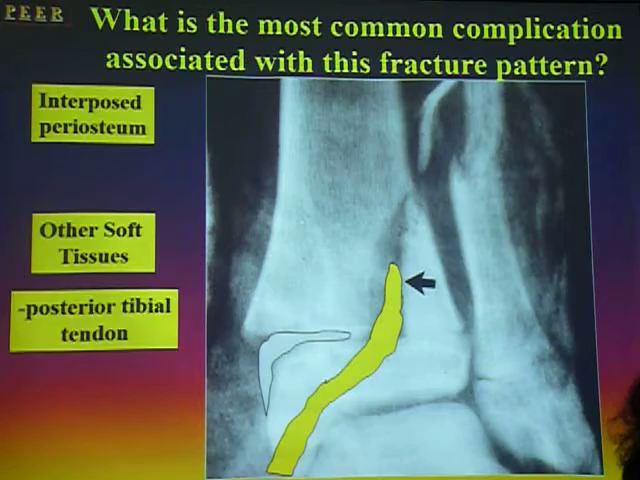 PEER
What is the most common complication
associated with this fracture pattern?
Interposed
periosteum
Other Soft
Tissues
-posterior tibial
tendon